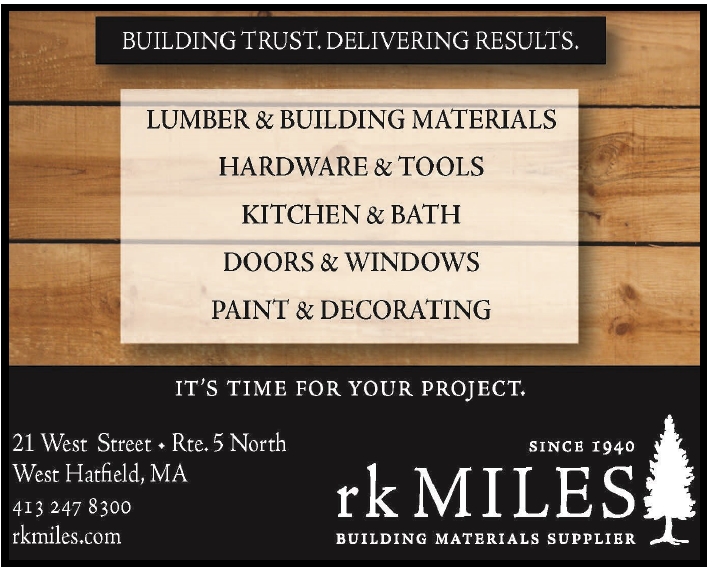 BUILDING TRUST. DELIVERING RESULTS.
LUMBER & BUILDING MATERIALS
HARDWARE & TOOLS
KITCHEN & BATH
DOORS & WINDOWS
PAINT & DECORATING
IT'S TIME FOR YOUR PROJECT.
21 West Street • Rte. 5 North
West Hatfield, MA
413 247 8300
rkmiles.com
SINCE 1940
rk MILES
BUILDING MATERIALS SUPPLIER